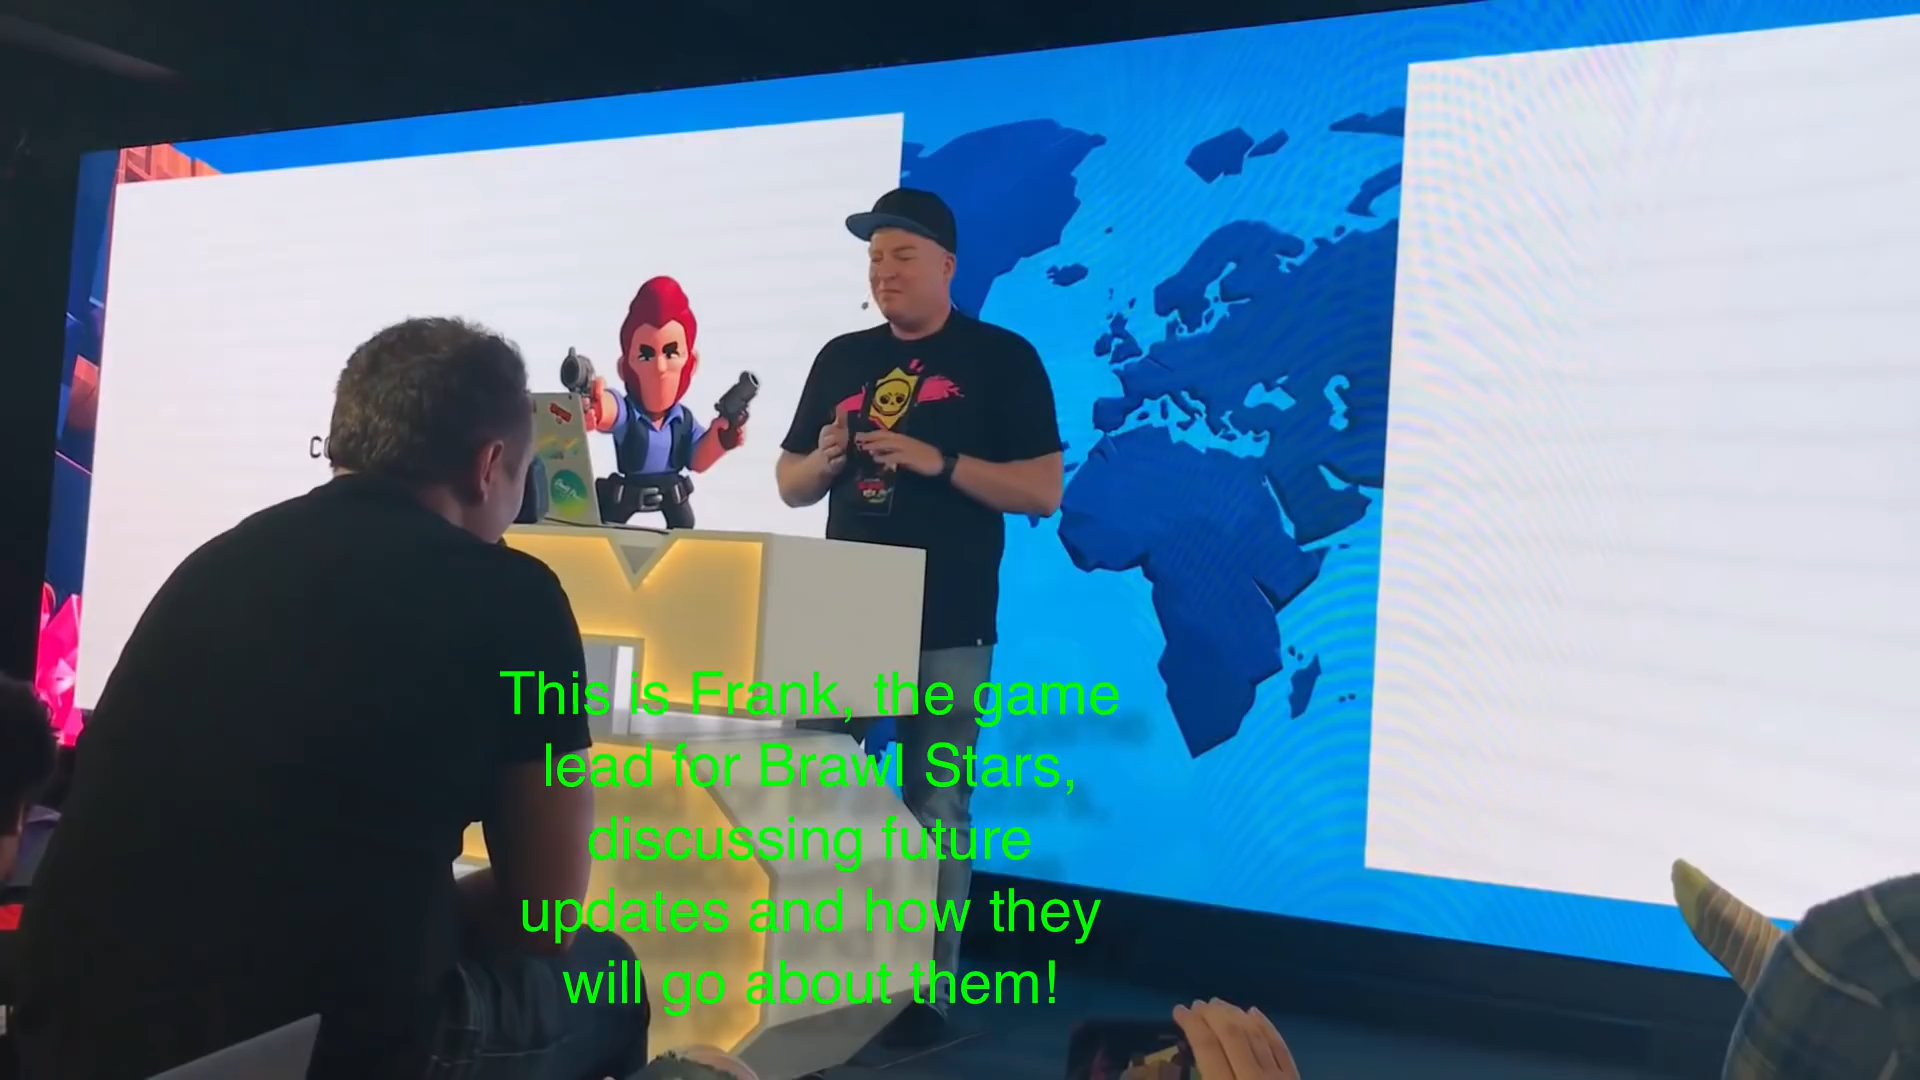 This is Frank, the game
lead for Brawl Stars,
discussing future
updates and how they
will go about them!